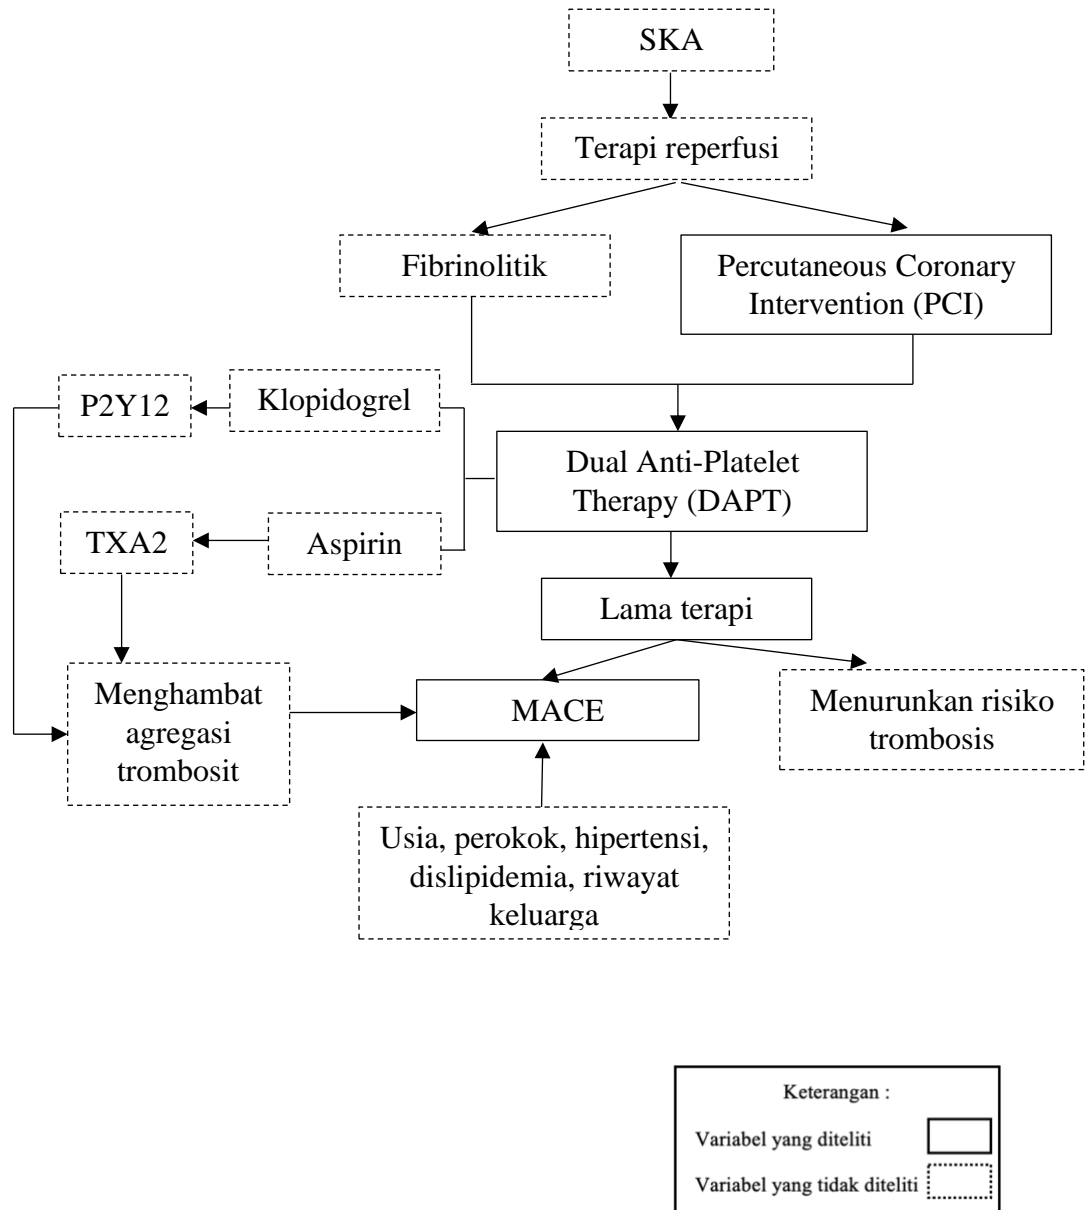 SKA
Terapi reperfusi
Fibrinolitik
Percutaneous Coronary
Intervention (PCI)
P2Y12
Klopidogrel
Dual Anti-Platelet
Therapy (DAPT)
TXA2
Aspirin
Lama terapi
Menghambat
agregasi
trombosit
MACE
Menurunkan risiko
trombosis
Usia, perokok, hipertensi,
dislipidemia, riwayat
keluarga
Keterangan :
Variabel yang diteliti
Variabel yang tidak diteliti